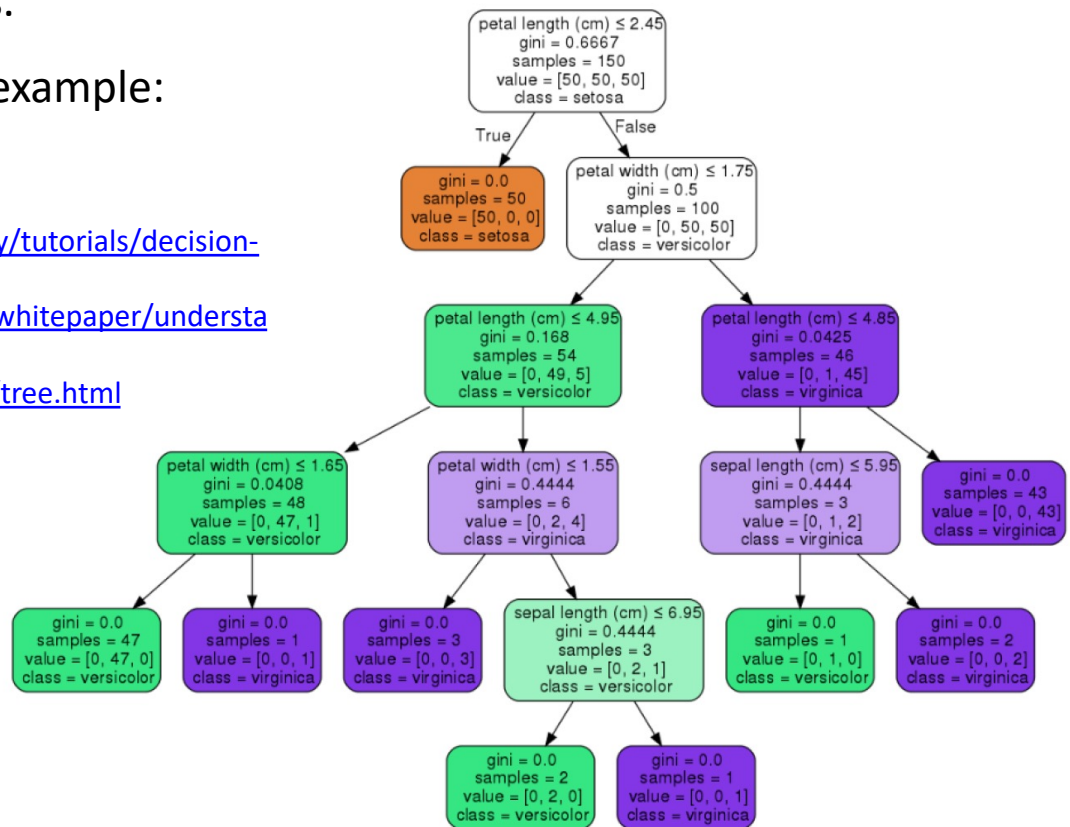 s.
example:
y/tutorials/decision-
whitepaper/understa
tree.html
petal length (cm) ≤ 2.45
gini = 0.6667
samples = 150
value = [50, 50, 50]
class = setosa
True
False
gini = 0.0
samples = 50
value = [50, 0, 0]
class = setosa
petal width (cm) ≤ 1.75
gini = 0.5
samples = 100
value = [0, 50, 50]
class = versicolor
petal length (cm) ≤ 4.95
gini = 0.168
samples = 54
value = [0, 49, 5]
class = versicolor
petal length (cm) ≤ 4.85
gini = 0.0425
samples = 46
value = [0, 1, 45]
class = virginica
petal width (cm) ≤ 1.65
gini = 0.0408
samples = 48
value = [0, 47, 1]
class = versicolor
petal width (cm) ≤ 1.55
gini = 0.4444
samples = 6
value = [0, 2, 4]
class = virginica
sepal length (cm) ≤ 5.95
gini = 0.4444
samples = 3
value = [0, 1, 2]
class = virginica
gini = 0.0
samples = 43
value = [0, 0, 43]
class = virginica
gini = 0.0
samples = 47
value = [0, 47, 0]
class = versicolor
gini = 0.0
samples = 1
value = [0, 0, 1]
class = virginica
gini = 0.0
samples = 3
value = [0, 0, 3]
class = virginica
sepal length (cm) ≤ 6.95
gini = 0.4444
samples = 3
value = [0, 2, 1]
class = versicolor
gini = 0.0
samples = 1
value = [0, 1, 0]
class = versicolor
gini = 0.0
samples = 2
value = [0, 0, 2]
class = virginica
gini = 0.0
samples = 2
value = [0, 2, 0]
class = versicolor
gini = 0.0
samples = 1
value = [0, 0, 1]
class = virginica